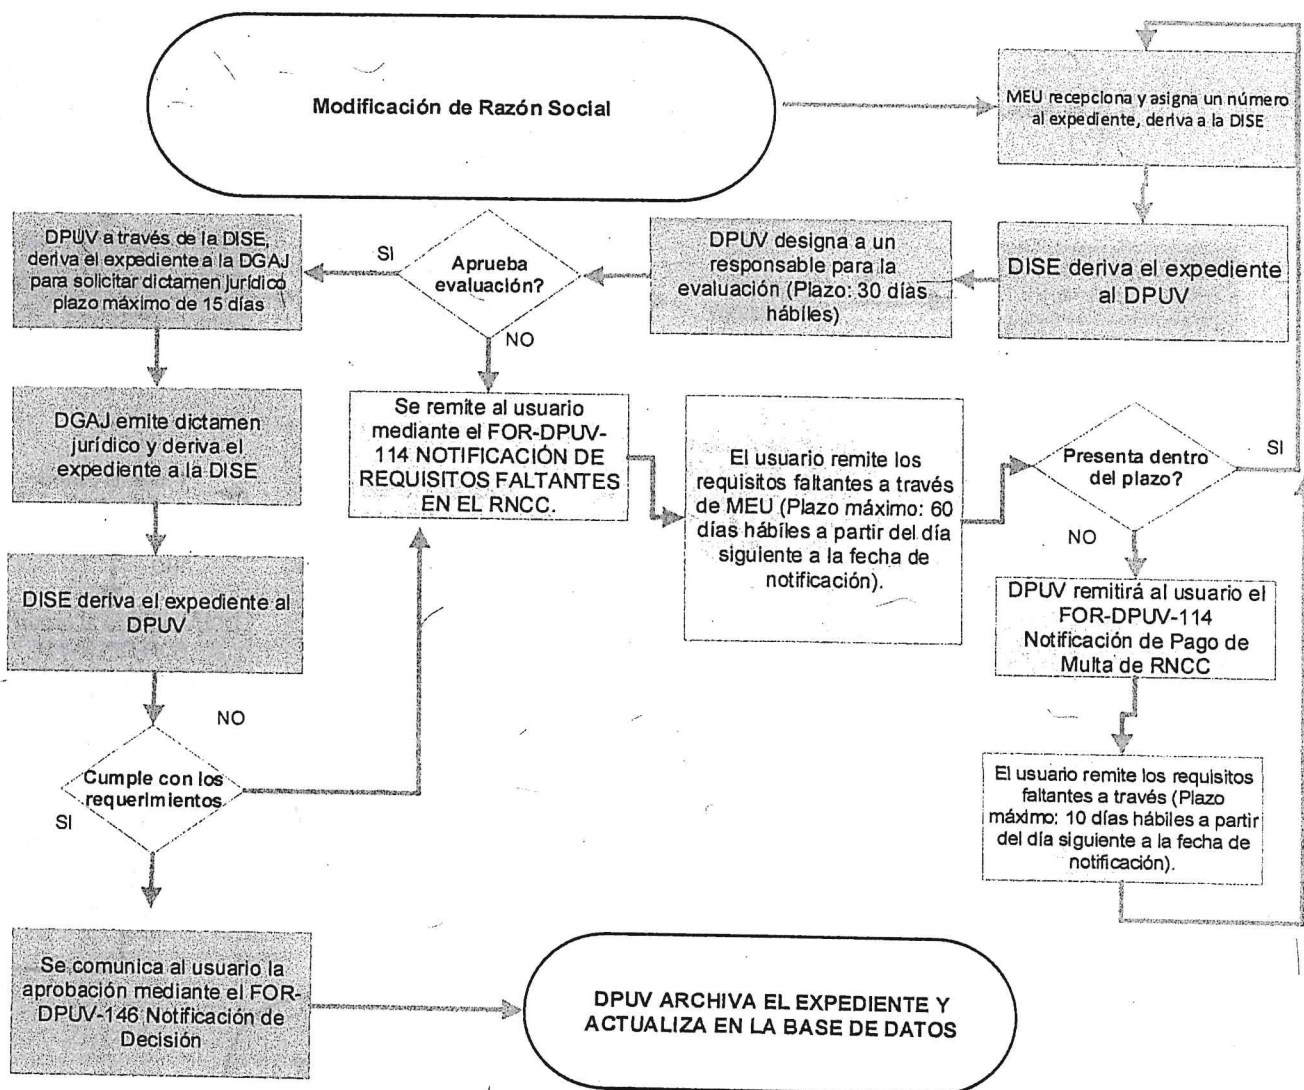 Modificación de Razón Social
MEU recepciona y asigna un número
al expediente, deriva a la DISE
DISE deriva el expediente
al DPUV
DPUV designa a un
responsable para la
evaluación (Plazo: 30 días
hábiles)
Aprueba
evaluación?
SI
NO
DPUV a través de la DISE,
deriva el expediente a la DGAJ
para solicitar dictamen jurídico
plazo máximo de 15 días
DGAJ emite dictamen
jurídico y deriva el
expediente a la DISE
DISE deriva el expediente al
DPUV
NO
Cumple con los
requerimientos
SI
Se comunica al usuario la
aprobación mediante el FOR-
DPUV-146 Notificación de
Decisión
Se remite al usuario
mediante el FOR-DPUV-
114 NOTIFICACIÓN DE
REQUISITOS FALTANTES
EN EL RNCC.
El usuario remite los
requisitos faltantes a través
de MEU (Plazo máximo: 60
días hábiles a partir del día
siguiente a la fecha de
notificación).
Presenta dentro
del plazo?
SI
NO
DPUV remitirá al usuario el
FOR-DPUV-114
Notificación de Pago de
Multa de RNCC
El usuario remite los requisitos
faltantes a través (Plazo
máximo: 10 días hábiles a partir
del día siguiente a la fecha de
notificación).
DPUV ARCHIVA EL EXPEDIENTE Y
ACTUALIZA EN LA BASE DE DATOS